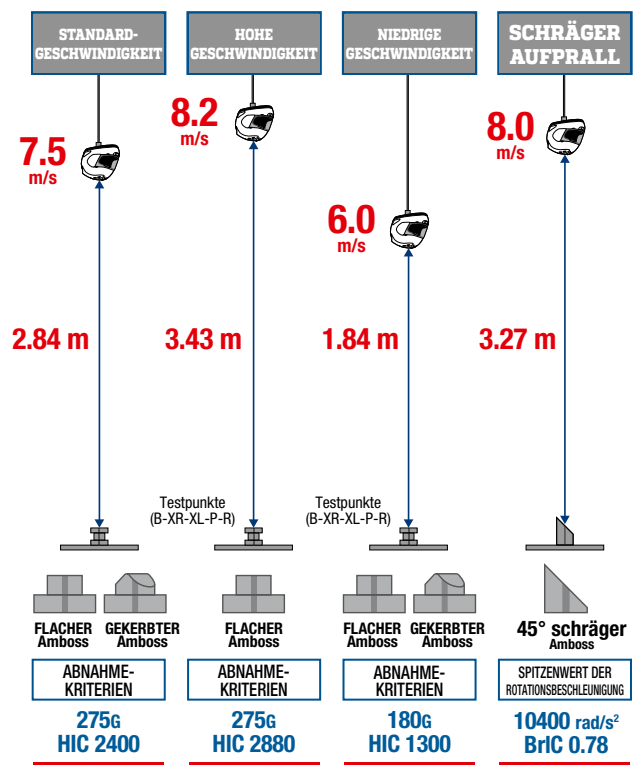 STANDARD-
GESCHWINDIGKEIT
7.5
m/s
2.84 m
FLACHER
Amboss
GEKERBTER
Amboss
ABNAHME-
KRITERIEN
275G
HIC 2400
HOHE
GESCHWINDIGKEIT
8.2
m/s
3.43 m
Testpunkte
(B-XR-XL-P-R)
FLACHER
Amboss
ABNAHME-
KRITERIEN
275G
HIC 2880
NIEDRIGE
GESCHWINDIGKEIT
6.0
m/s
1.84 m
Testpunkte
(B-XR-XL-P-R)
FLACHER
Amboss
GEKERBTER
Amboss
ABNAHME-
KRITERIEN
180G
HIC 1300
SCHRÄGER
AUFPRALL
8.0
m/s
3.27 m
45° schräger
Amboss
SPITZENWERT DER
ROTATIONSBESCHLEUNIGUNG
10400 rad/s²
BrIC 0.78